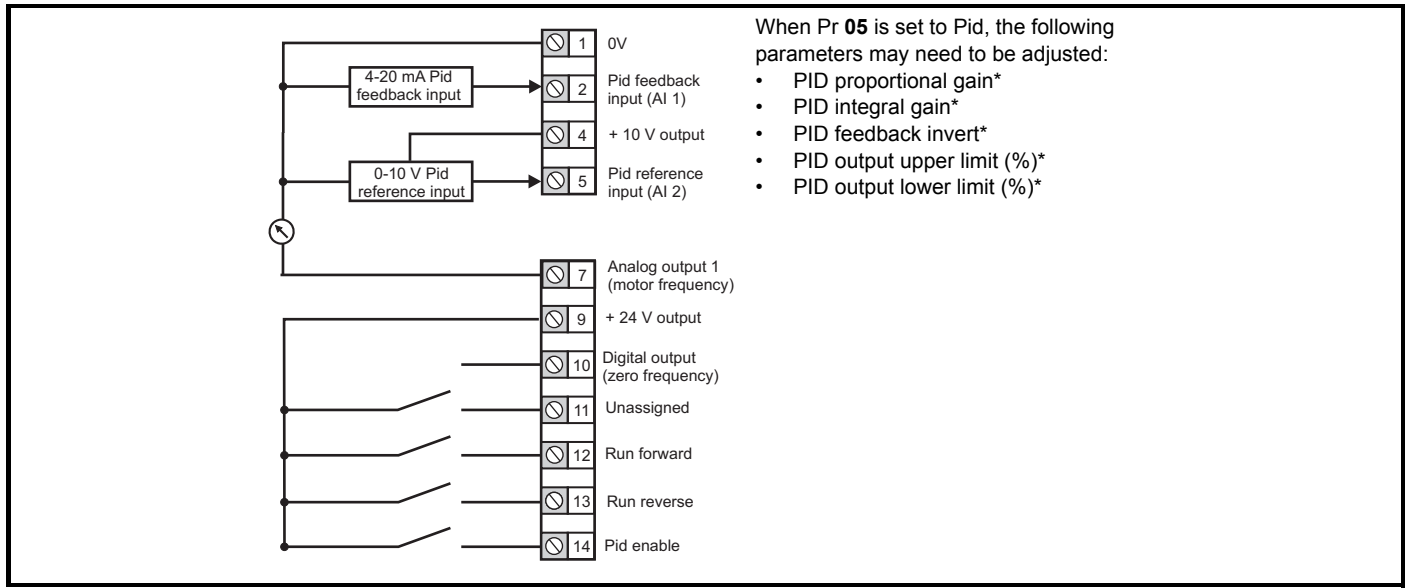 1 0V
4-20 mA Pid
feedback input
2 Pid feedback
input (AI 1)
4 + 10 V output
0-10 V Pid
reference input
5 Pid reference
input (AI 2)
7 Analog output 1
(motor frequency)
9 + 24 V output
10 Digital output
(zero frequency)
11 Unassigned
12 Run forward
13 Run reverse
14 Pid enable
When Pr 05 is set to Pid, the following
parameters may need to be adjusted:
• PID proportional gain*
• PID integral gain*
• PID feedback invert*
• PID output upper limit (%)*
• PID output lower limit (%)*